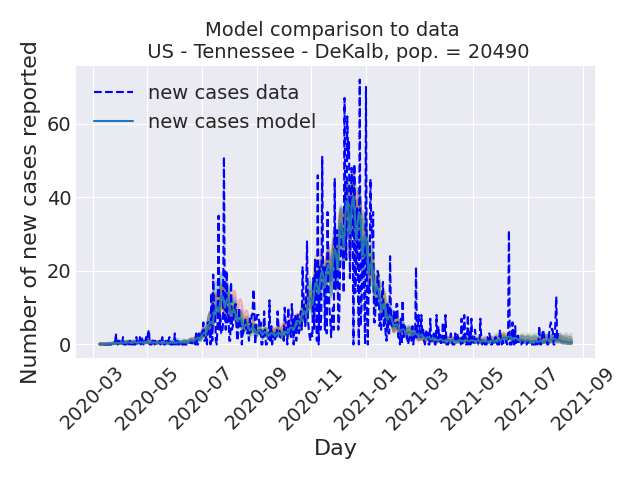 Model comparison to data
US - Tennessee - DeKalb, pop. = 20490
Number of new cases reported
new cases data
new cases model
60
40
20
0
2020-03
2020-05
2020-07
2020-09
2020-11
2021-01
2021-03
2021-05
2021-07
2021-09
Day